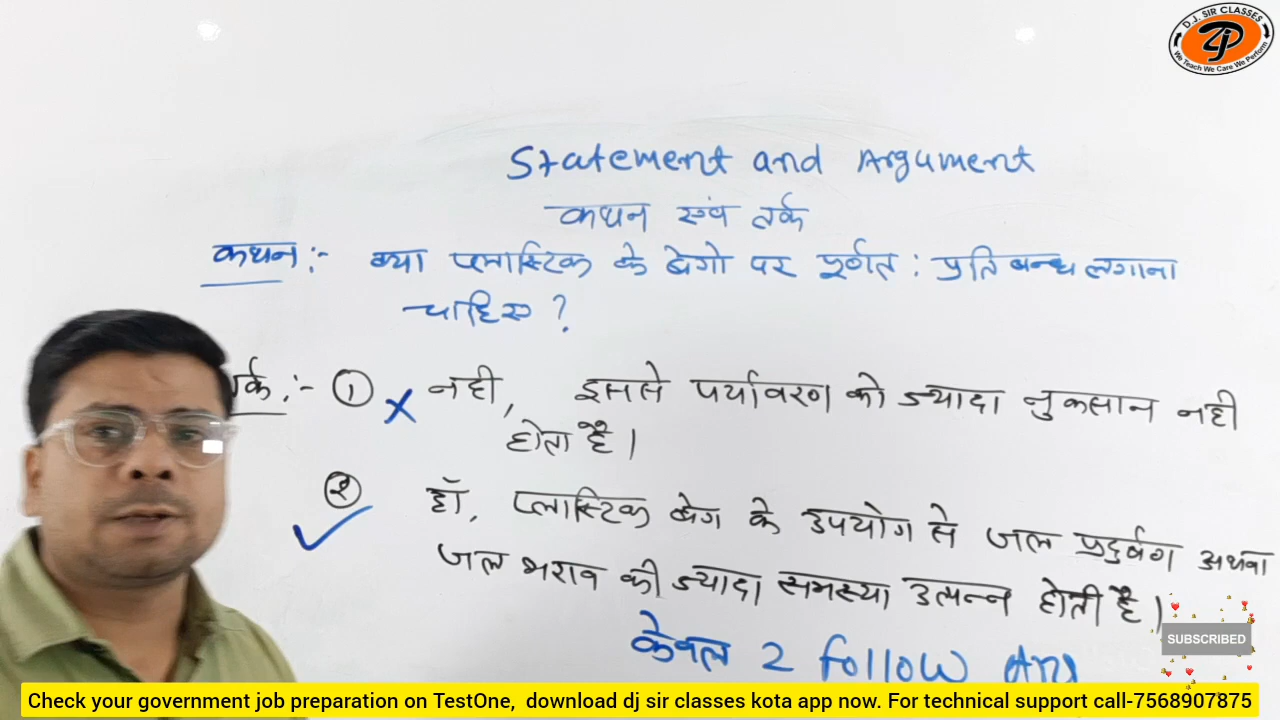 D.J. SIR CLASSES
We Teach We Care We Perform
Statement and Argument
कथन एवं तर्क
कथन :- क्या प्लास्टिक के बेगो पर पूर्णत: प्रतिबन्ध लगाना
चाहिए ?
तर्क :- ① नही, इससे पर्यावरण को ज्यादा नुकसान नही
होता है।
② हाँ, प्लास्टिक बेग के उपयोग से जल प्रदुर्षण अथवा
जल भराव की ज्यादा समस्या उत्पन्न होती है।
केवल 2 follow Ans
SUBSCRIBED
Check your government job preparation on TestOne, download dj sir classes kota app now. For technical support call-7568907875